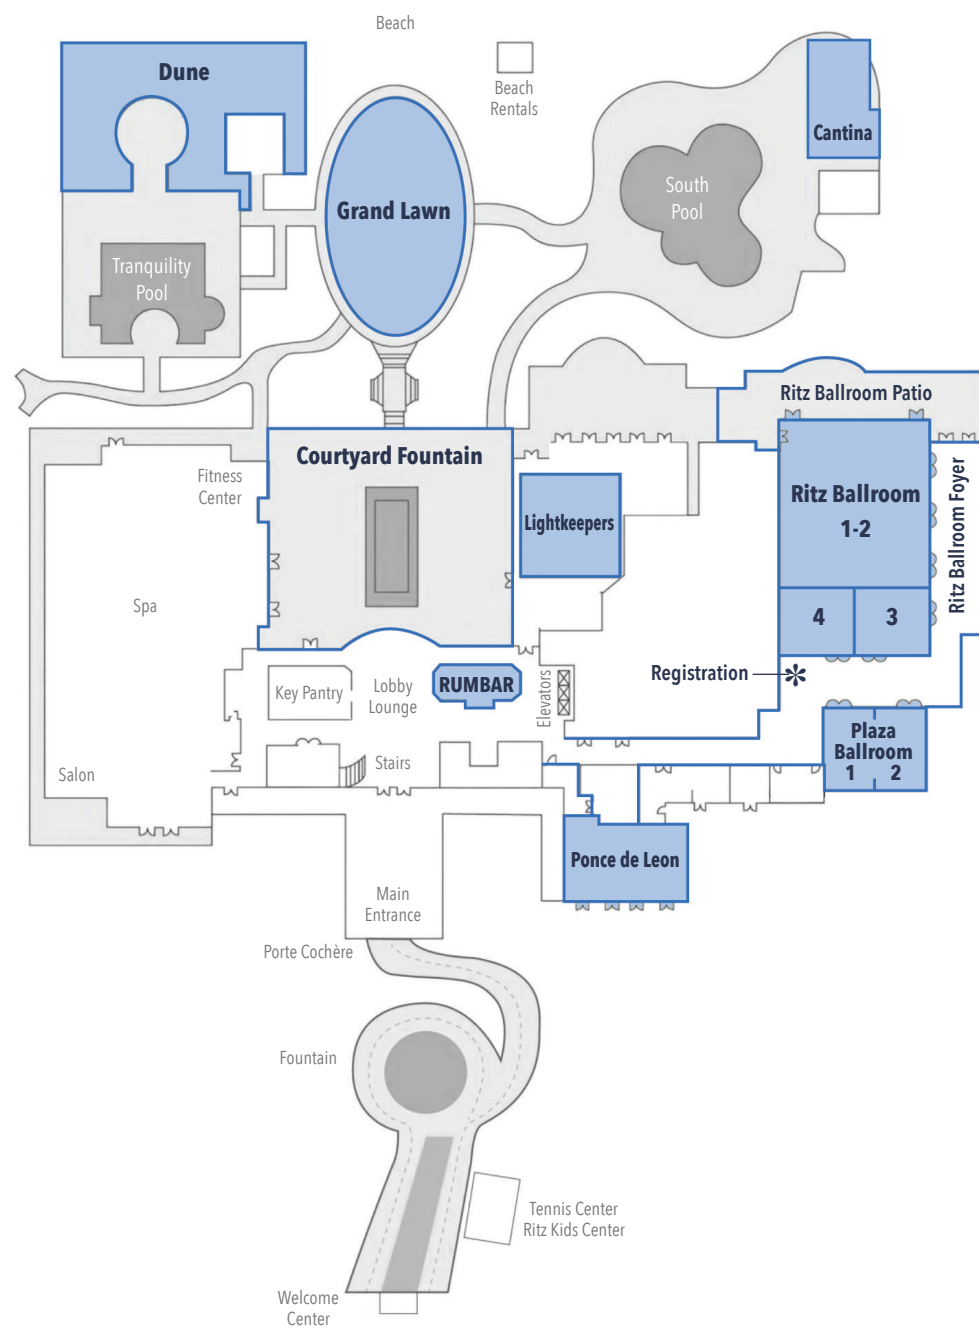 Beach
Dune
Beach
Rentals
Cantina
Grand Lawn
South
Pool
Tranquility
Pool
Ritz Ballroom Patio
Courtyard Fountain
Fitness
Center
Ritz Ballroom
1-2
Ritz Ballroom Foyer
Lightkeepers
Spa
4
3
Registration
Key Pantry
Lobby
Lounge
RUMBAR
Elevators
Plaza
Ballroom
1 2
Salon
Stairs
Ponce de Leon
Main
Entrance
Porte Cochère
Fountain
Tennis Center
Ritz Kids Center
Welcome
Center